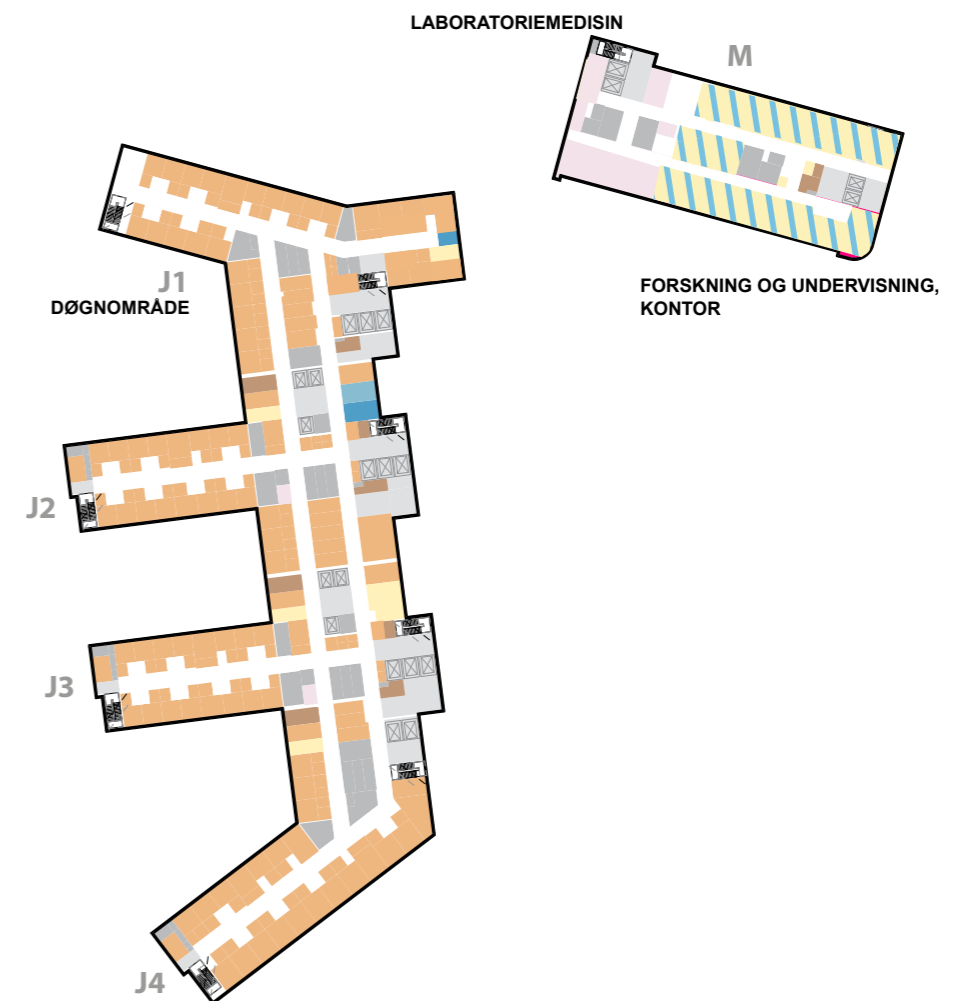 LABORATORIEMEDISIN
M
J1
DØGNOMRÅDE
FORSKNING OG UNDERVISNING,
KONTOR
J2
J3
J4